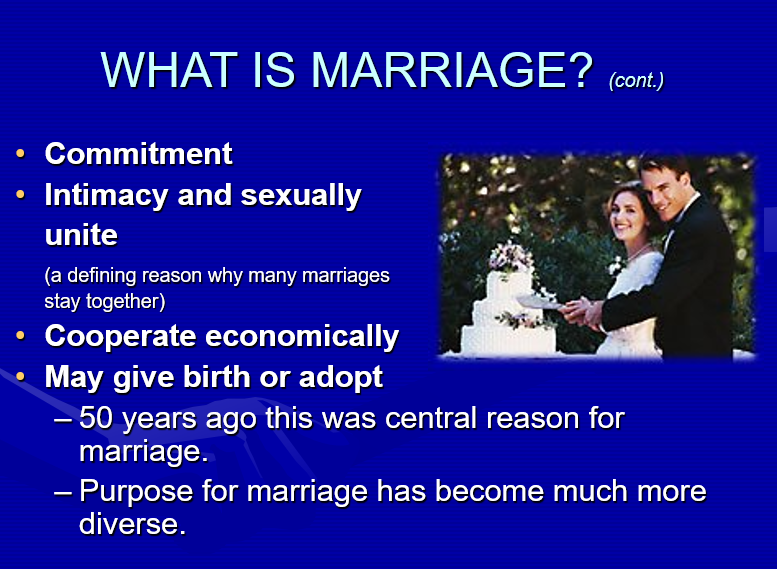 WHAT IS MARRIAGE? (cont.)
• Commitment
• Intimacy and sexually
unite
(a defining reason why many marriages
stay together)
• Cooperate economically
• May give birth or adopt
– 50 years ago this was central reason for
marriage.
– Purpose for marriage has become much more
diverse.